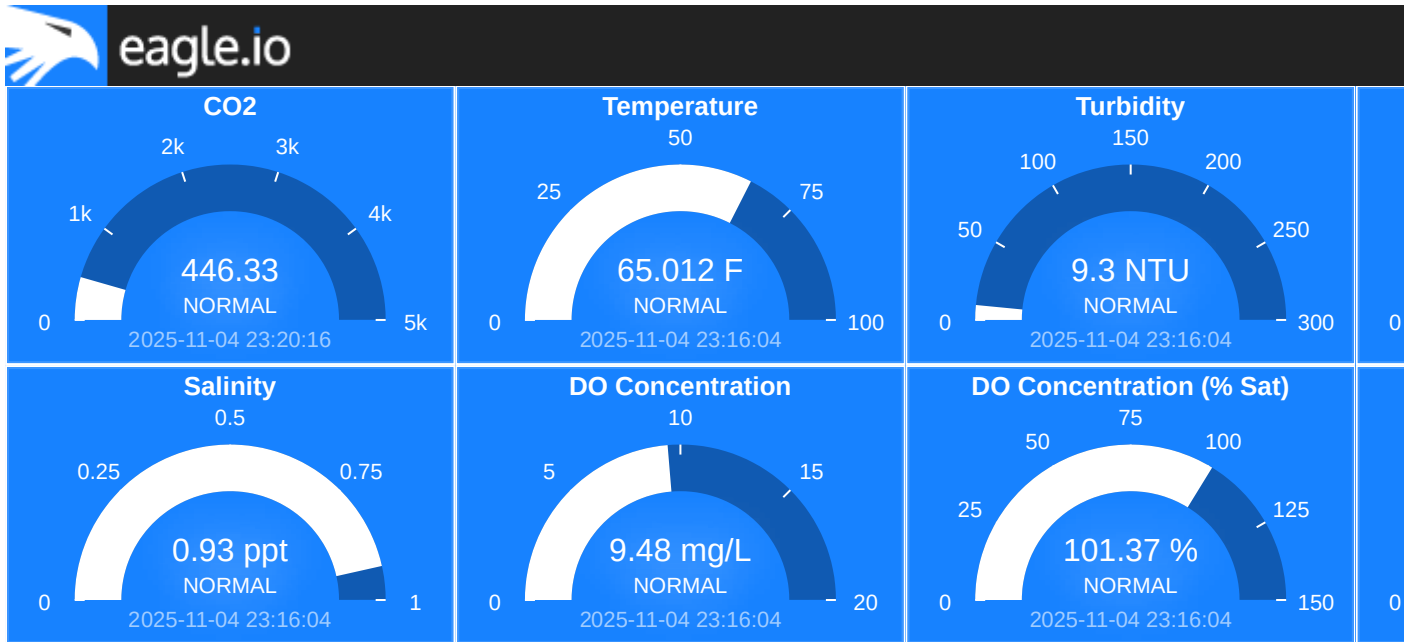 eagle.io
CO2
2k
3k
1k
4k
446.33
NORMAL
0
5k
2025-11-04 23:20:16
Temperature
50
25
75
65.012 F
NORMAL
0
100
2025-11-04 23:16:04
Turbidity
150
100
200
50
250
9.3 NTU
NORMAL
0
300
2025-11-04 23:16:04
0
Salinity
0.5
0.25
0.75
0.93 ppt
NORMAL
0
1
2025-11-04 23:16:04
DO Concentration
10
5
15
9.48 mg/L
NORMAL
0
20
2025-11-04 23:16:04
DO Concentration (% Sat)
75
50
100
25
125
101.37 %
NORMAL
0
150
2025-11-04 23:16:04
0